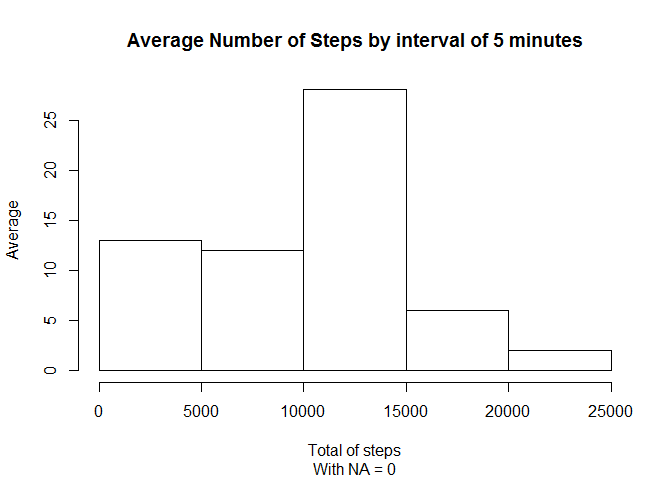 Average Number of Steps by interval of 5 minutes
25
20
15
10
5
0
Average
0 5000 10000 15000 20000 25000
Total of steps
With NA = 0